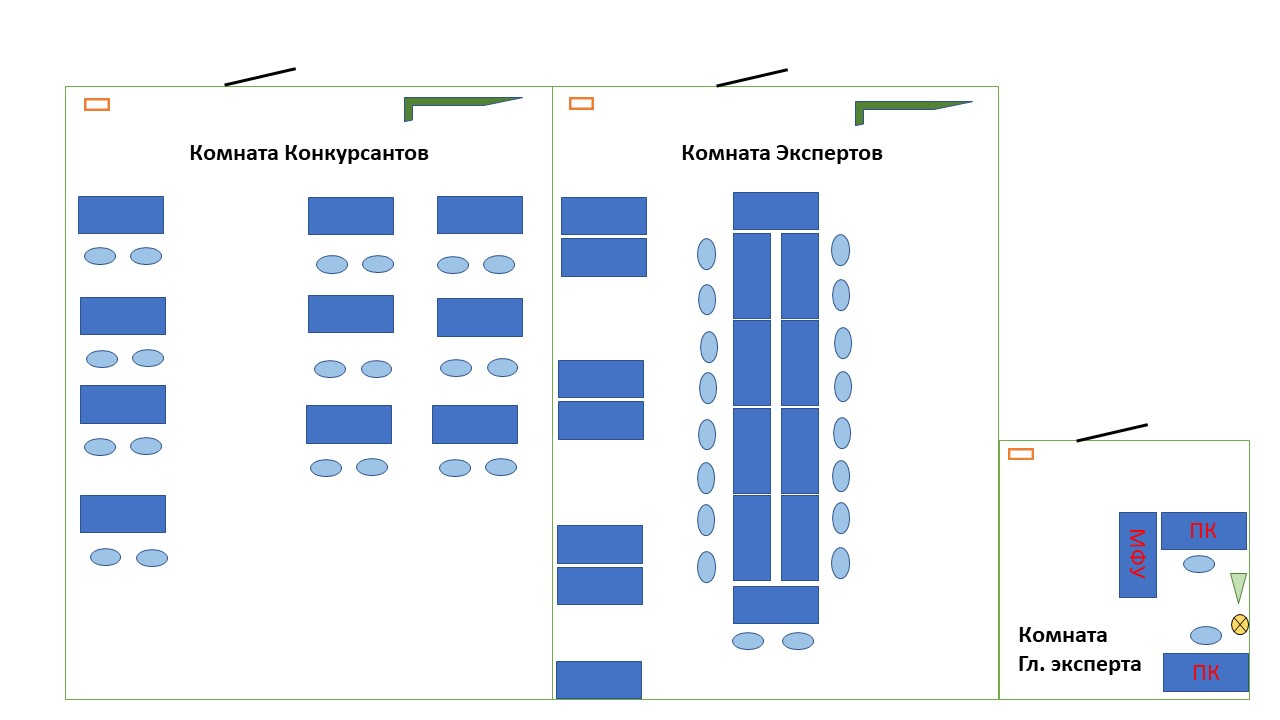 Комната Конкурсантов
Комната Экспертов
МФУ
ПК
Комната
Гл. эксперта
ПК